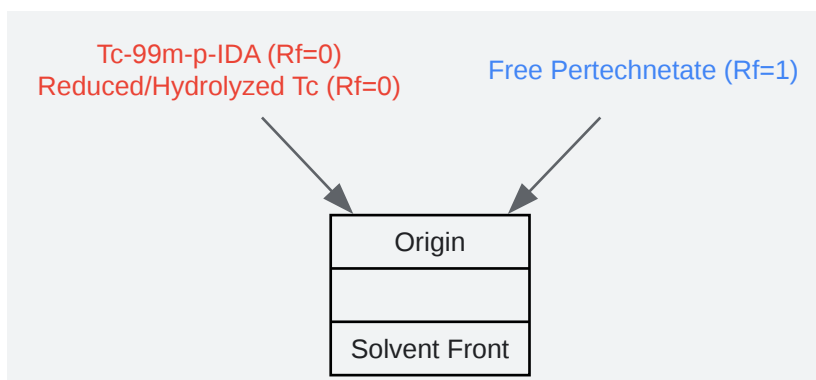 Tc-99m-p-IDA (Rf=0)
Reduced/Hydrolyzed Tc (Rf=0)
Free Pertechnetate (Rf=1)
Origin
Solvent Front